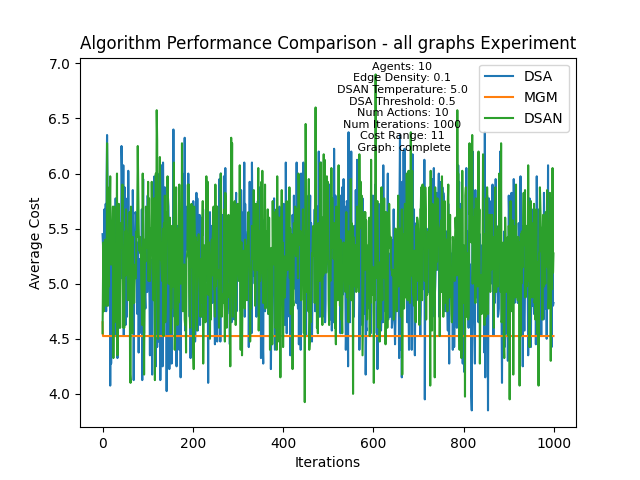 Algorithm Performance Comparison - all graphs Experiment
Agents: 10
Edge Density: 0.1
DSAN Temperature: 5.0
DSA Threshold: 0.5
Num Actions: 10
Num Iterations: 1000
Cost Range: 11
Graph: complete
DSA
MGM
DSAN
Average Cost
7.0
6.5
6.0
5.5
5.0
4.5
4.0
0 200 400 600 800 1000
Iterations